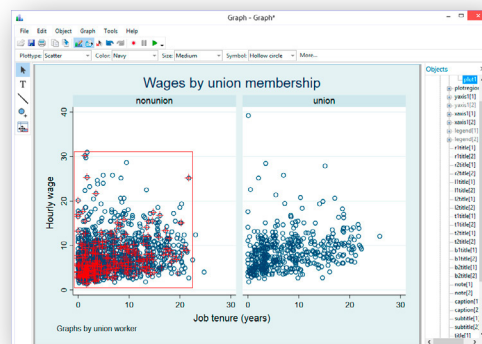 Graph - Graph*
File Edit Object Graph Tools Help
Plottype: Scatter Color: Navy Size: Medium Symbol: Hollow circle More...
Objects
plot1
plotregion
yaxis1[1]
yaxis1[2]
xaxis1[1]
xaxis1[2]
legend[1]
legend[2]
r1title[1]
r1title[2]
r2title[1]
r2title[2]
l1title[1]
l1title[2]
l2title[1]
l2title[2]
t1title[1]
t1title[2]
t2title[1]
t2title[2]
b1title[1]
b1title[2]
b2title[1]
b2title[2]
note[1]
note[2]
caption[1]
caption[2]
subtitle[1]
subtitle[2]
title[1]
Wages by union membership
nonunion union
Hourly wage
40
30
20
10
0
0 10 20 30 0 10 20 30
Job tenure (years)
Graphs by union worker